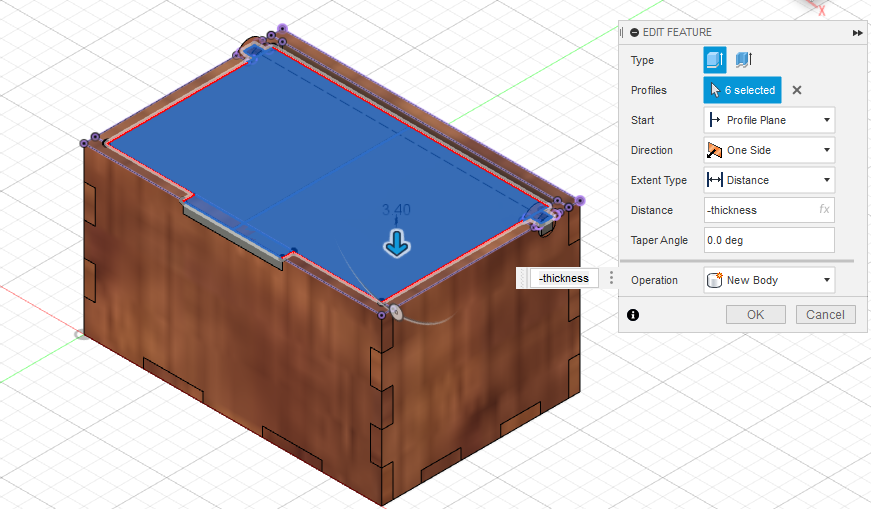 EDIT FEATURE
Type
Profiles
6 selected
Start
Profile Plane
Direction
One Side
Extent Type
Distance
Distance
-thickness
fx
Taper Angle
0.0 deg
Operation
New Body
OK
Cancel
3.40
-thickness
X